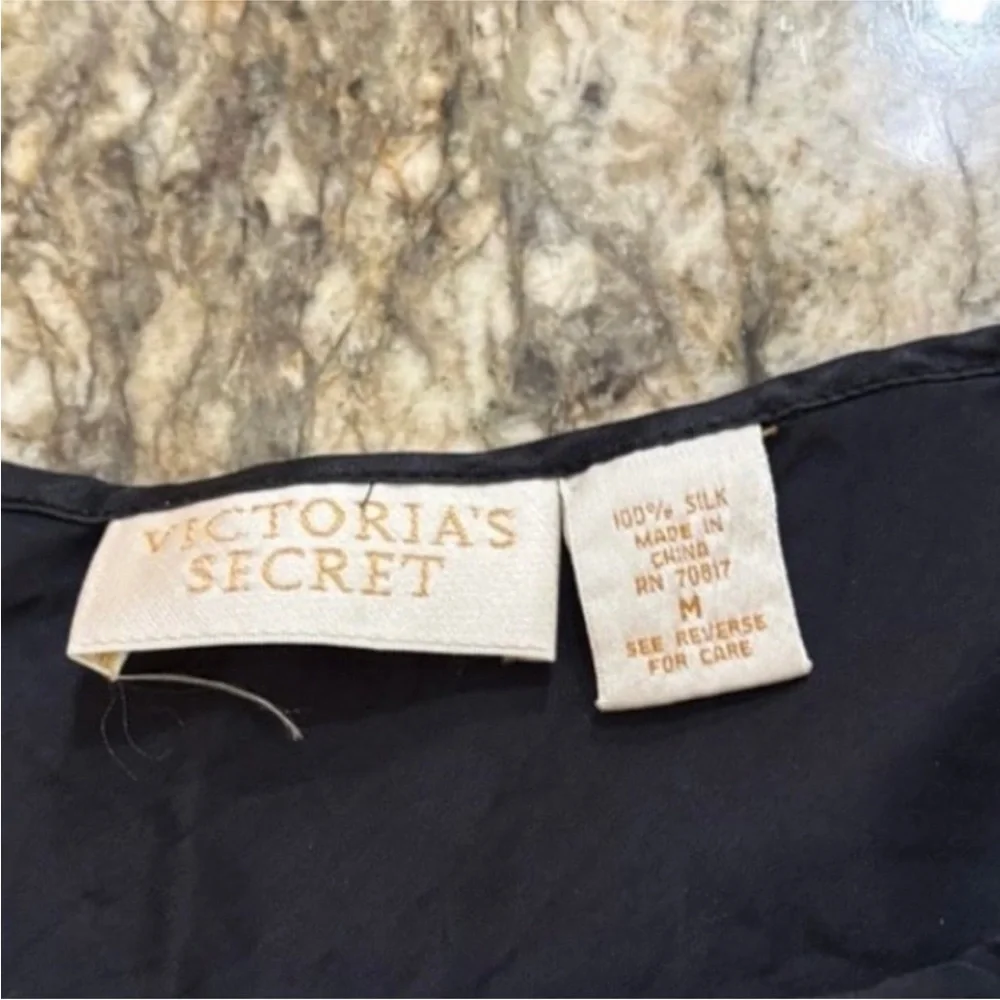 VICTORIA'S
SECRET
100% SILK
MADE IN
CHINA
RN 70817
M
SEE REVERSE
FOR CARE